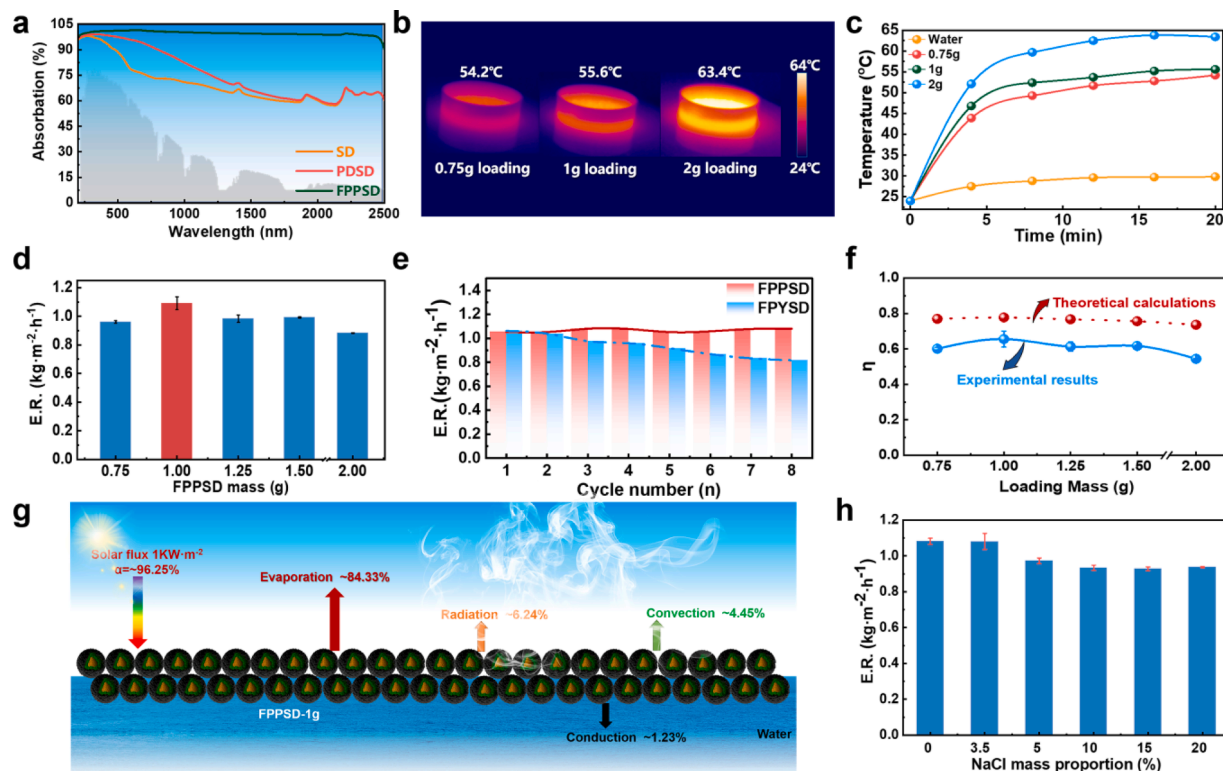 a
105
90
75
60
45
30
15
0
Absorbation (%)
SD
PDSD
FPPSD
500 1000 1500 2000 2500
Wavelength (nm)
b
54.2℃ 55.6℃ 63.4℃ 64℃
0.75g loading 1g loading 2g loading 24℃
c
65
60
55
50
45
40
35
30
25
Temperature (°C)
Water
0.75g
1g
2g
0 5 10 15 20
Time (min)
d
1.2
1.0
0.8
0.6
0.4
0.2
0.0
E.R. (kg·m⁻²·h⁻¹)
0.75 1.00 1.25 1.50 2.00
FPPSD mass (g)
e
1.4
1.2
1.0
0.8
0.6
0.4
0.2
0.0
E.R.(kg·m⁻²·h⁻¹)
FPPSD
FPYSD
1 2 3 4 5 6 7 8
Cycle number (n)
f
1.0
0.8
0.6
0.4
0.2
0.0
η
Theoretical calculations
Experimental results
0.75 1.00 1.25 1.50 2.00
Loading Mass (g)
g
Solar flux 1KW·m⁻²
α=~96.25%
Evaporation ~84.33%
Radiation ~6.24%
Convection ~4.45%
FPPSD-1g
Water
Conduction ~1.23%
h
1.2
1.0
0.8
0.6
0.4
0.2
0.0
E.R. (kg·m⁻²·h⁻¹)
0 3.5 5 10 15 20
NaCl mass proportion (%)